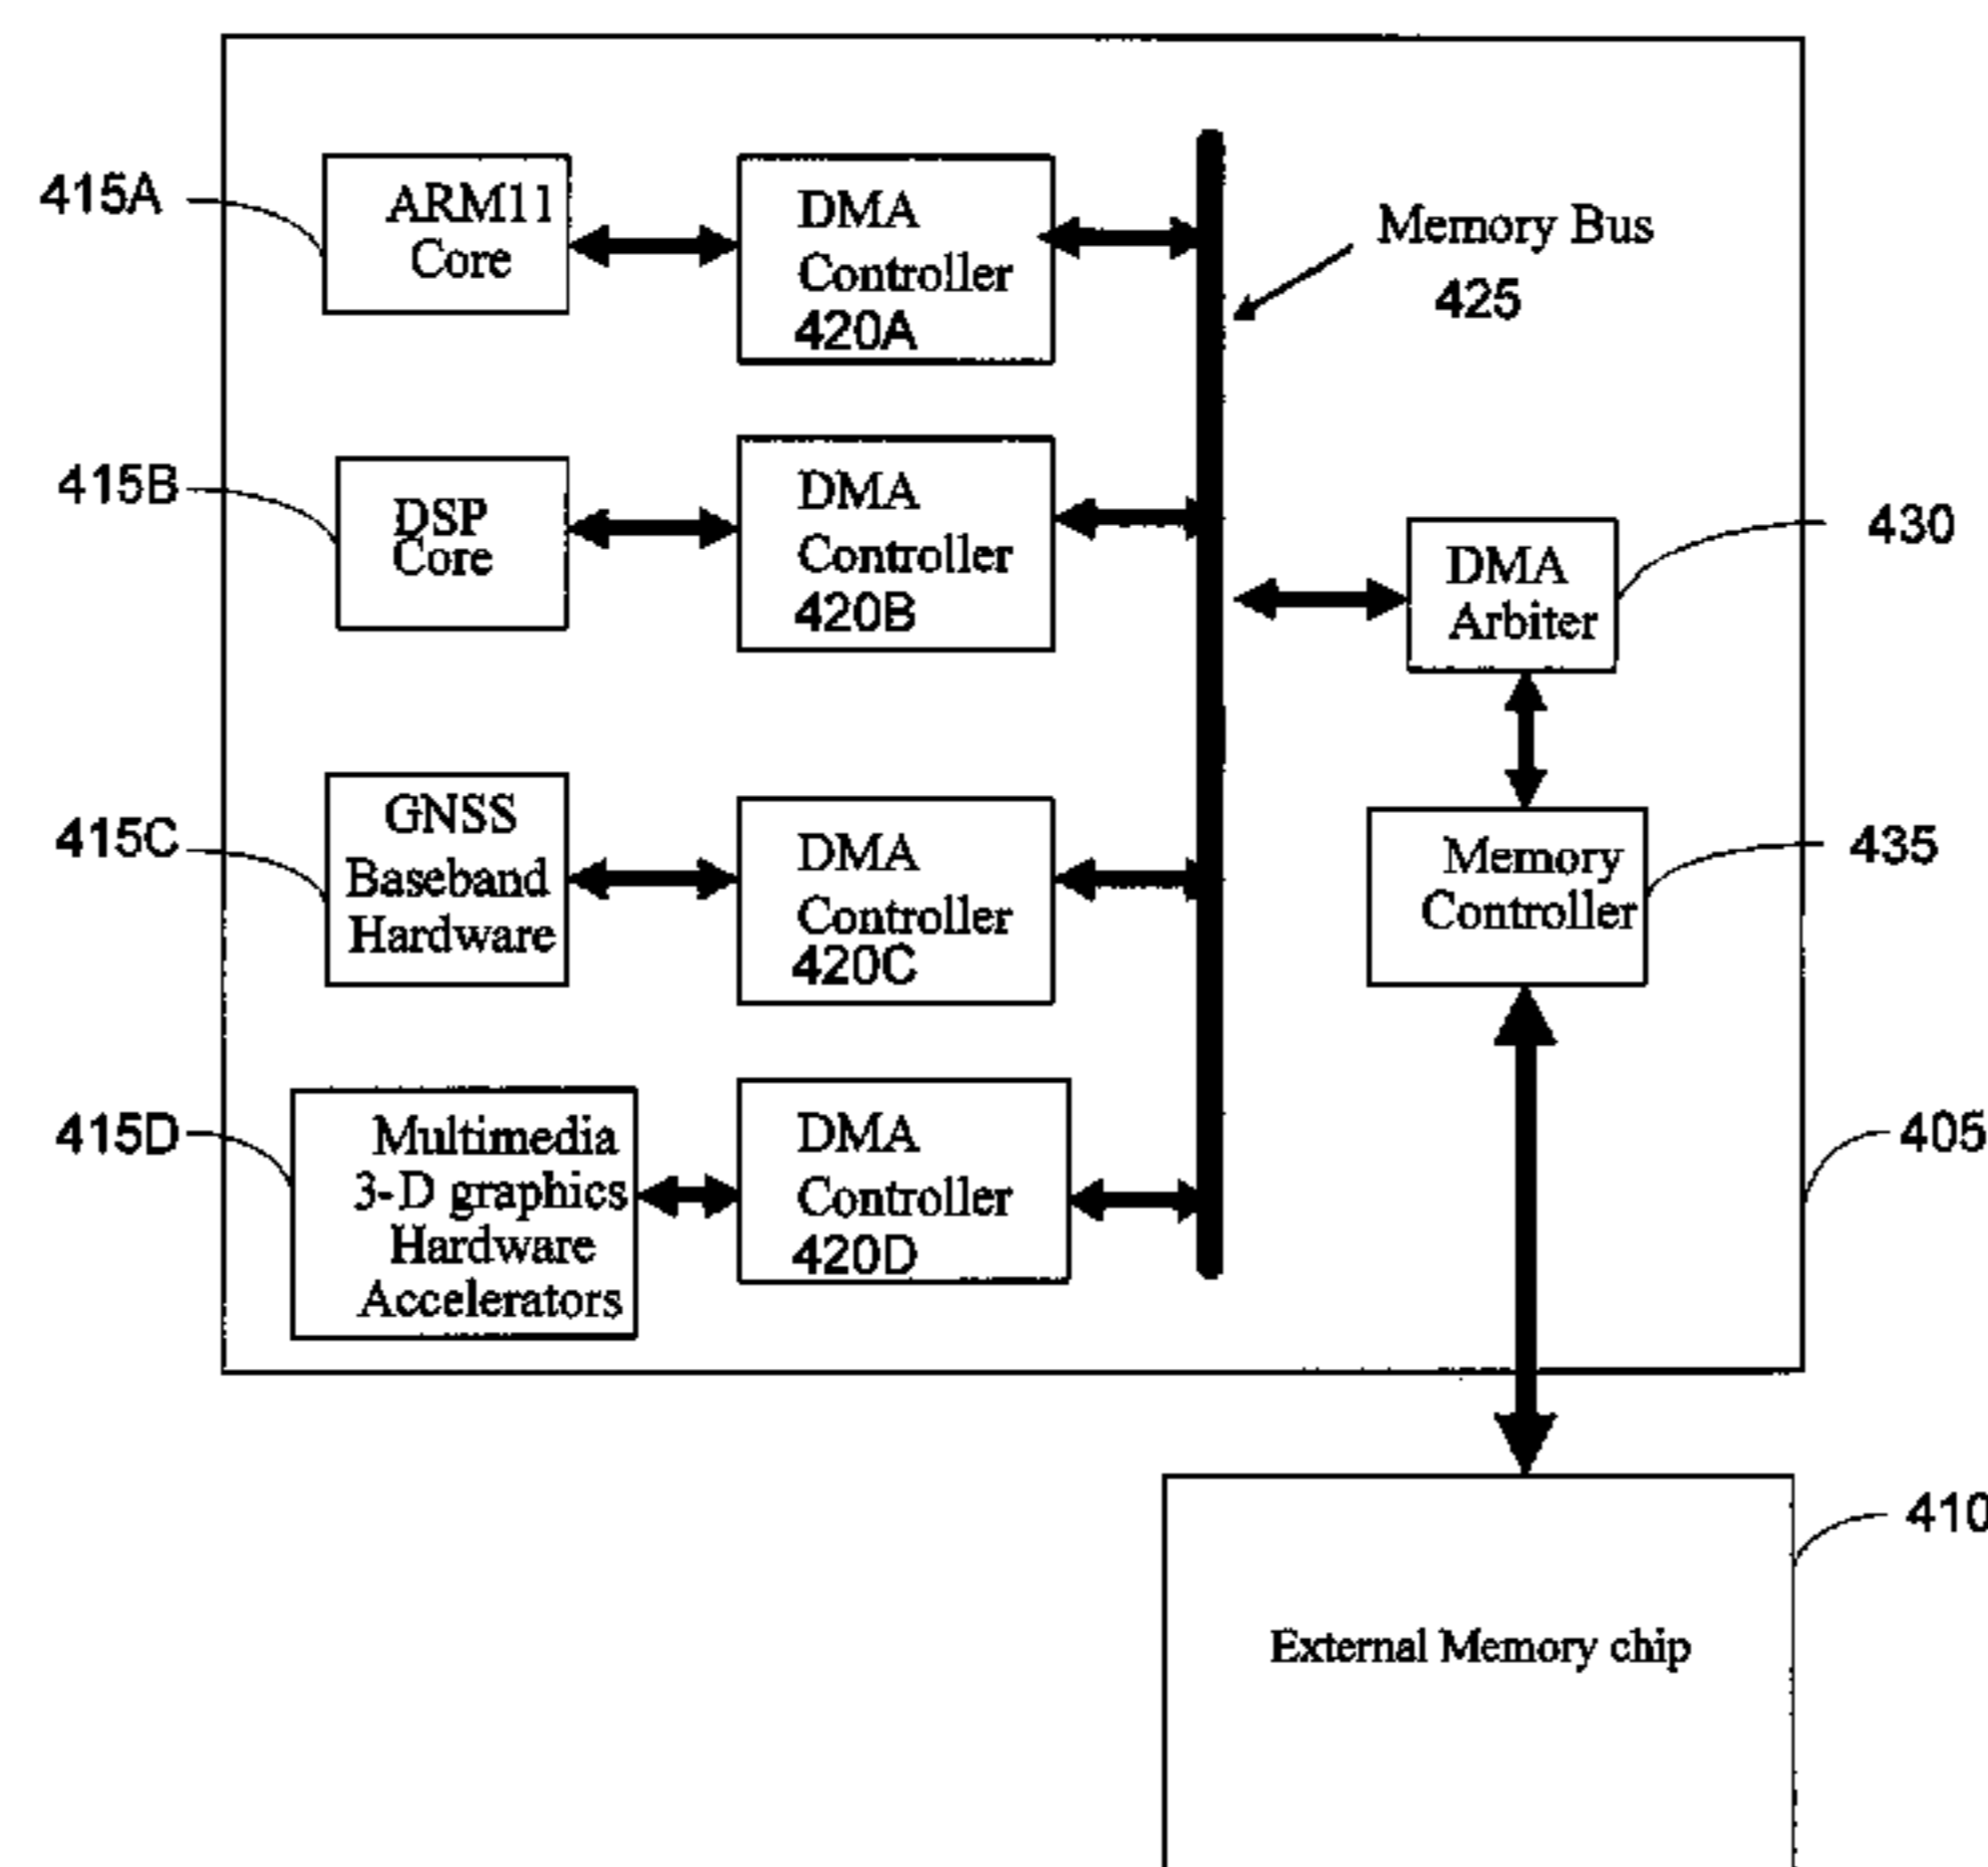 415A
ARM11
Core
DMA
Controller
420A
Memory Bus
425
415B
DSP
Core
DMA
Controller
420B
DMA
Arbiter
430
415C
GNSS
Baseband
Hardware
DMA
Controller
420C
Memory
Controller
435
415D
Multimedia
3-D graphics
Hardware
Accelerators
DMA
Controller
420D
405
410
External Memory chip